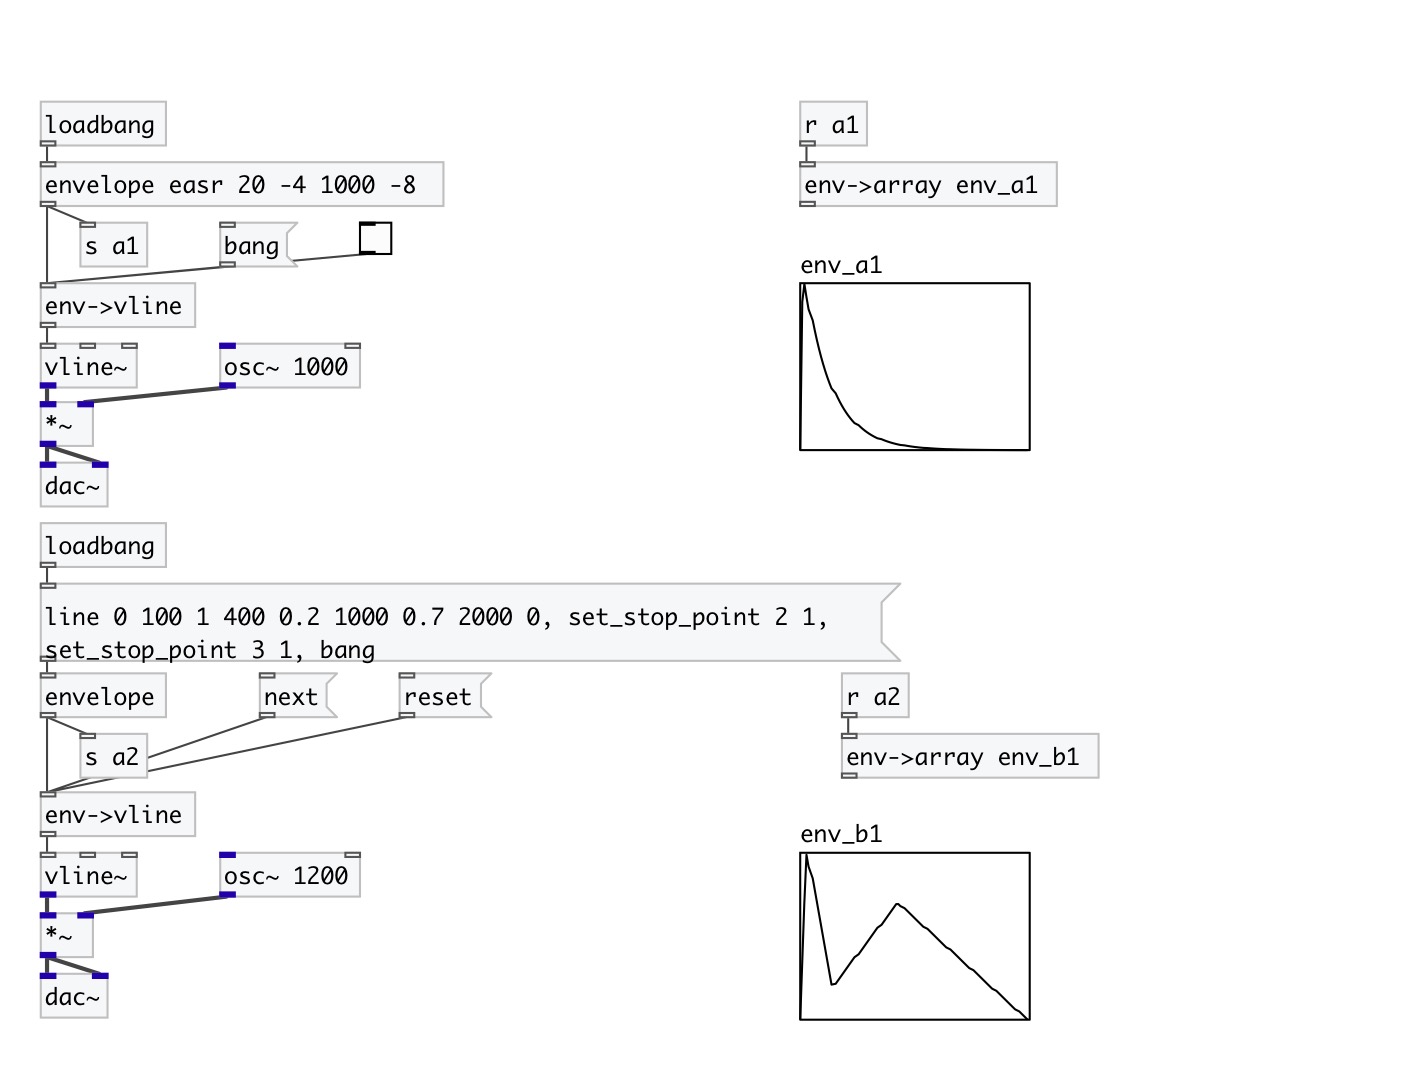 loadbang
r a1
envelope easr 20 -4 1000 -8
env->array env_a1
s a1
bang
env_a1
env->vline
vline~
osc~ 1000
*~
dac~
loadbang
line 0 100 1 400 0.2 1000 0.7 2000 0, set_stop_point 2 1,
set_stop_point 3 1, bang
envelope
next
reset
r a2
s a2
env->array env_b1
env->vline
env_b1
vline~
osc~ 1200
*~
dac~